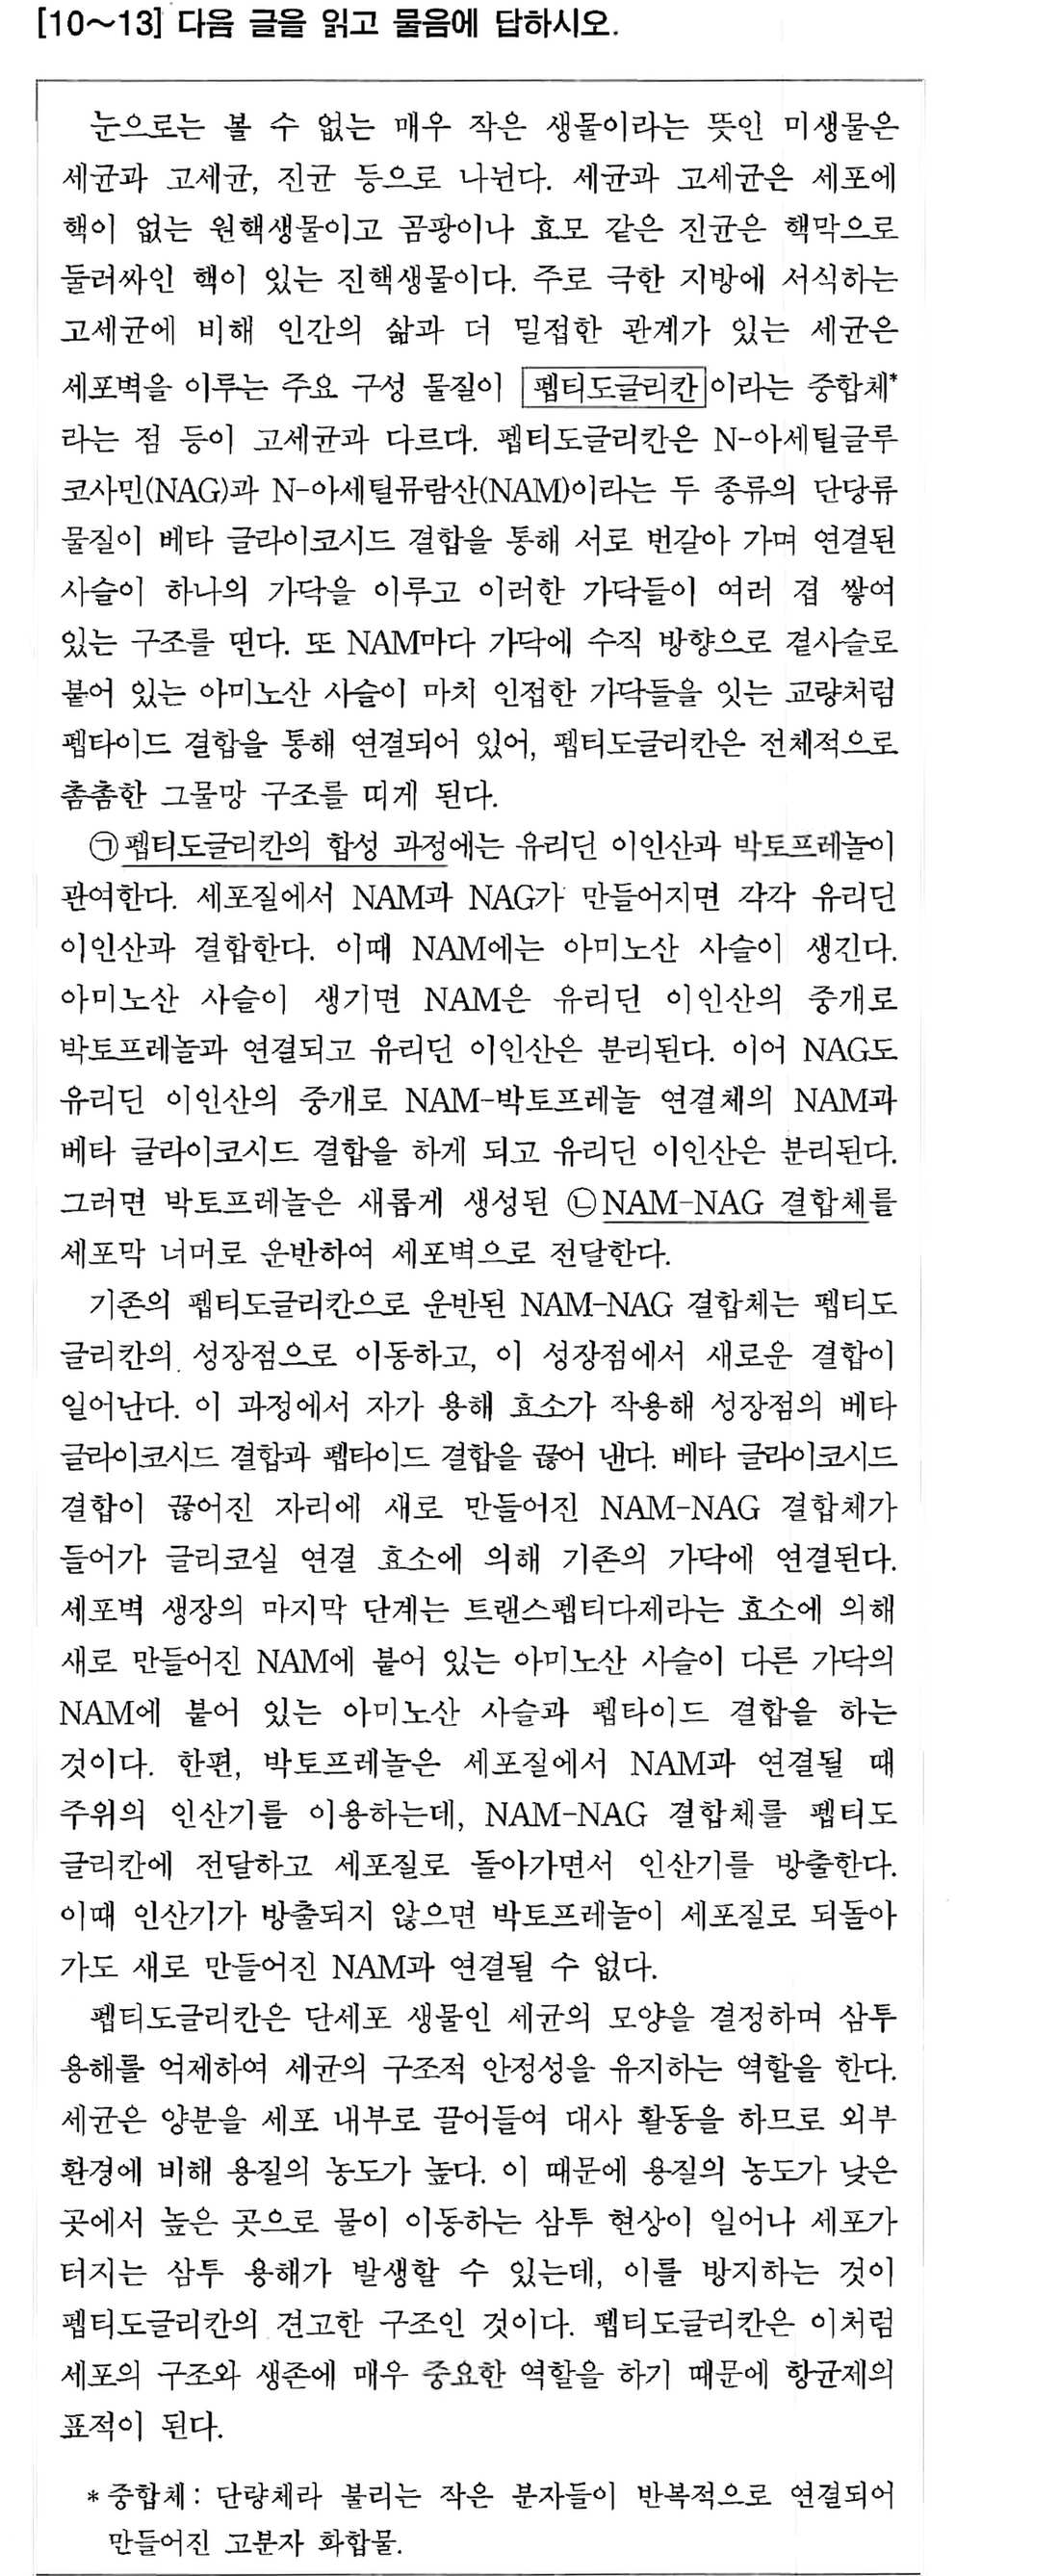 [10～13] 다음 글을 읽고 물음에 답하시오.
눈으로는 볼 수 없는 매우 작은 생물이라는 뜻인 미생물은
세균과 고세균, 진균 등으로 나뉜다. 세균과 고세균은 세포에
핵이 없는 원핵생물이고 곰팡이나 효모 같은 진균은 핵막으로
둘러싸인 핵이 있는 진핵생물이다. 주로 극한 지방에 서식하는
고세균에 비해 인간의 삶과 더 밀접한 관계가 있는 세균은
세포벽을 이루는 주요 구성 물질이 펩티도글리칸이라는 중합체*
라는 점 등이 고세균과 다르다. 펩티도글리칸은 N-아세틸글루
코사민(NAG)과 N-아세틸뮤람산(NAM)이라는 두 종류의 단당류
물질이 베타 글라이코시드 결합을 통해 서로 번갈아 가며 연결된
사슬이 하나의 가닥을 이루고 이러한 가닥들이 여러 겹 쌓여
있는 구조를 띤다. 또 NAM마다 가닥에 수직 방향으로 곁사슬로
붙어 있는 아미노산 사슬이 마치 인접한 가닥들을 잇는 교량처럼
펩타이드 결합을 통해 연결되어 있어, 펩티도글리칸은 전체적으로
촘촘한 그물망 구조를 띠게 된다.
㉠펩티도글리칸의 합성 과정에는 유리딘 이인산과 박토프레놀이
관여한다. 세포질에서 NAM과 NAG가 만들어지면 각각 유리딘
이인산과 결합한다. 이때 NAM에는 아미노산 사슬이 생긴다.
아미노산 사슬이 생기면 NAM은 유리딘 이인산의 중개로
박토프레놀과 연결되고 유리딘 이인산은 분리된다. 이어 NAG도
유리딘 이인산의 중개로 NAM-박토프레놀 연결체의 NAM과
베타 글라이코시드 결합을 하게 되고 유리딘 이인산은 분리된다.
그러면 박토프레놀은 새롭게 생성된 ㉡NAM-NAG 결합체를
세포막 너머로 운반하여 세포벽으로 전달한다.
기존의 펩티도글리칸으로 운반된 NAM-NAG 결합체는 펩티도
글리칸의 성장점으로 이동하고, 이 성장점에서 새로운 결합이
일어난다. 이 과정에서 자가 용해 효소가 작용해 성장점의 베타
글라이코시드 결합과 펩타이드 결합을 끊어 낸다. 베타 글라이코시드
결합이 끊어진 자리에 새로 만들어진 NAM-NAG 결합체가
들어가 글리코실 연결 효소에 의해 기존의 가닥에 연결된다.
세포벽 생장의 마지막 단계는 트랜스펩티다제라는 효소에 의해
새로 만들어진 NAM에 붙어 있는 아미노산 사슬이 다른 가닥의
NAM에 붙어 있는 아미노산 사슬과 펩타이드 결합을 하는
것이다. 한편, 박토프레놀은 세포질에서 NAM과 연결될 때
주위의 인산기를 이용하는데, NAM-NAG 결합체를 펩티도
글리칸에 전달하고 세포질로 돌아가면서 인산기를 방출한다.
이때 인산기가 방출되지 않으면 박토프레놀이 세포질로 되돌아
가도 새로 만들어진 NAM과 연결될 수 없다.
펩티도글리칸은 단세포 생물인 세균의 모양을 결정하며 삼투
용해를 억제하여 세균의 구조적 안정성을 유지하는 역할을 한다.
세균은 양분을 세포 내부로 끌어들여 대사 활동을 하므로 외부
환경에 비해 용질의 농도가 높다. 이 때문에 용질의 농도가 낮은
곳에서 높은 곳으로 물이 이동하는 삼투 현상이 일어나 세포가
터지는 삼투 용해가 발생할 수 있는데, 이를 방지하는 것이
펩티도글리칸의 견고한 구조인 것이다. 펩티도글리칸은 이처럼
세포의 구조와 생존에 매우 중요한 역할을 하기 때문에 항균제의
표적이 된다.
* 중합체 : 단량체라 불리는 작은 분자들이 반복적으로 연결되어
만들어진 고분자 화합물.